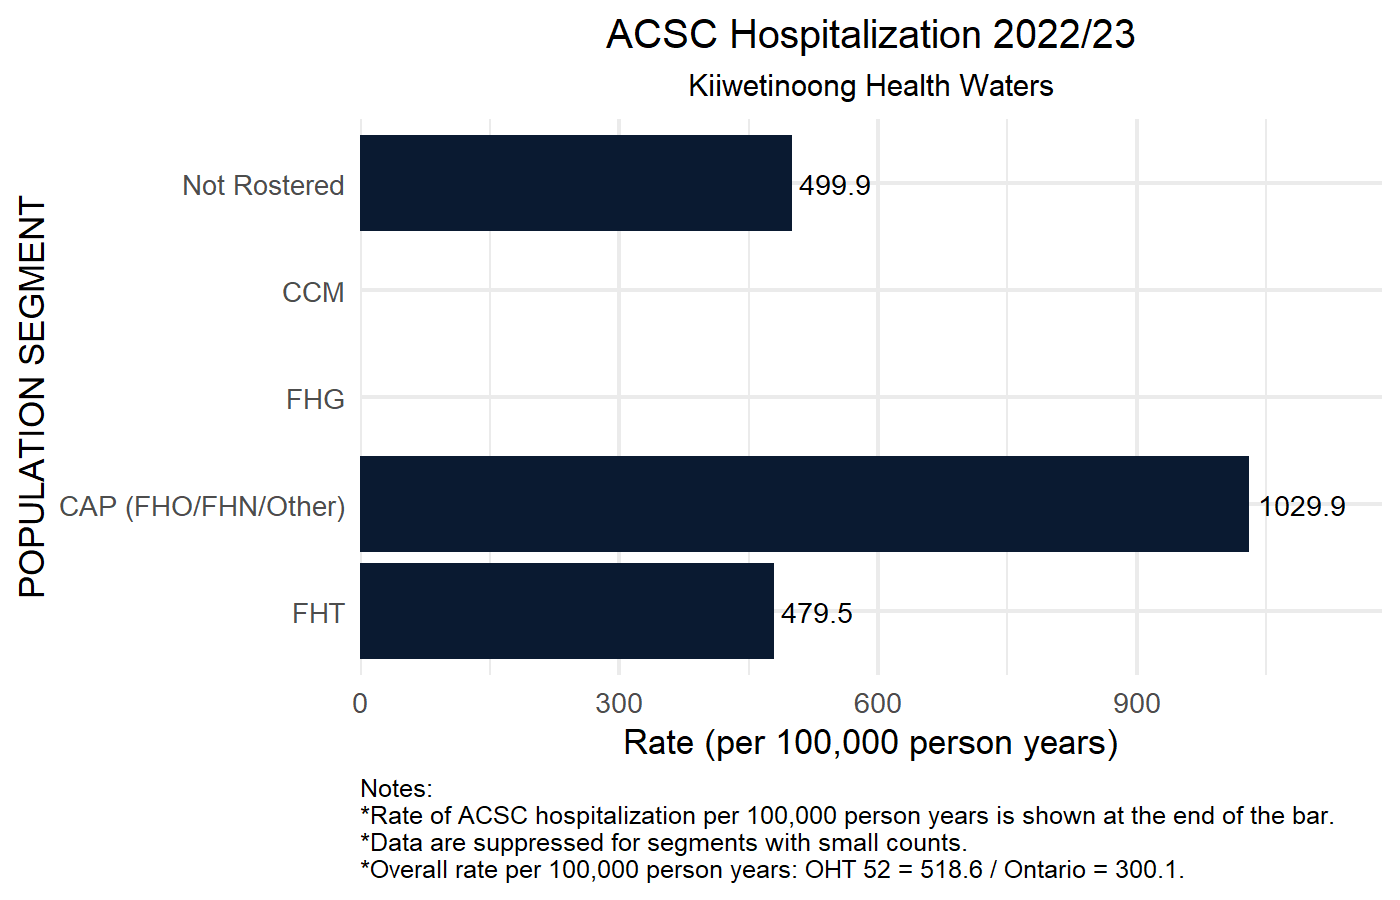 ACSC Hospitalization 2022/23
Kiiwetinoong Health Waters
POPULATION SEGMENT
Not Rostered
499.9
CCM
FHG
CAP (FHO/FHN/Other)
1029.9
FHT
479.5
0 300 600 900
Rate (per 100,000 person years)
Notes:
*Rate of ACSC hospitalization per 100,000 person years is shown at the end of the bar.
*Data are suppressed for segments with small counts.
*Overall rate per 100,000 person years: OHT 52 = 518.6 / Ontario = 300.1.